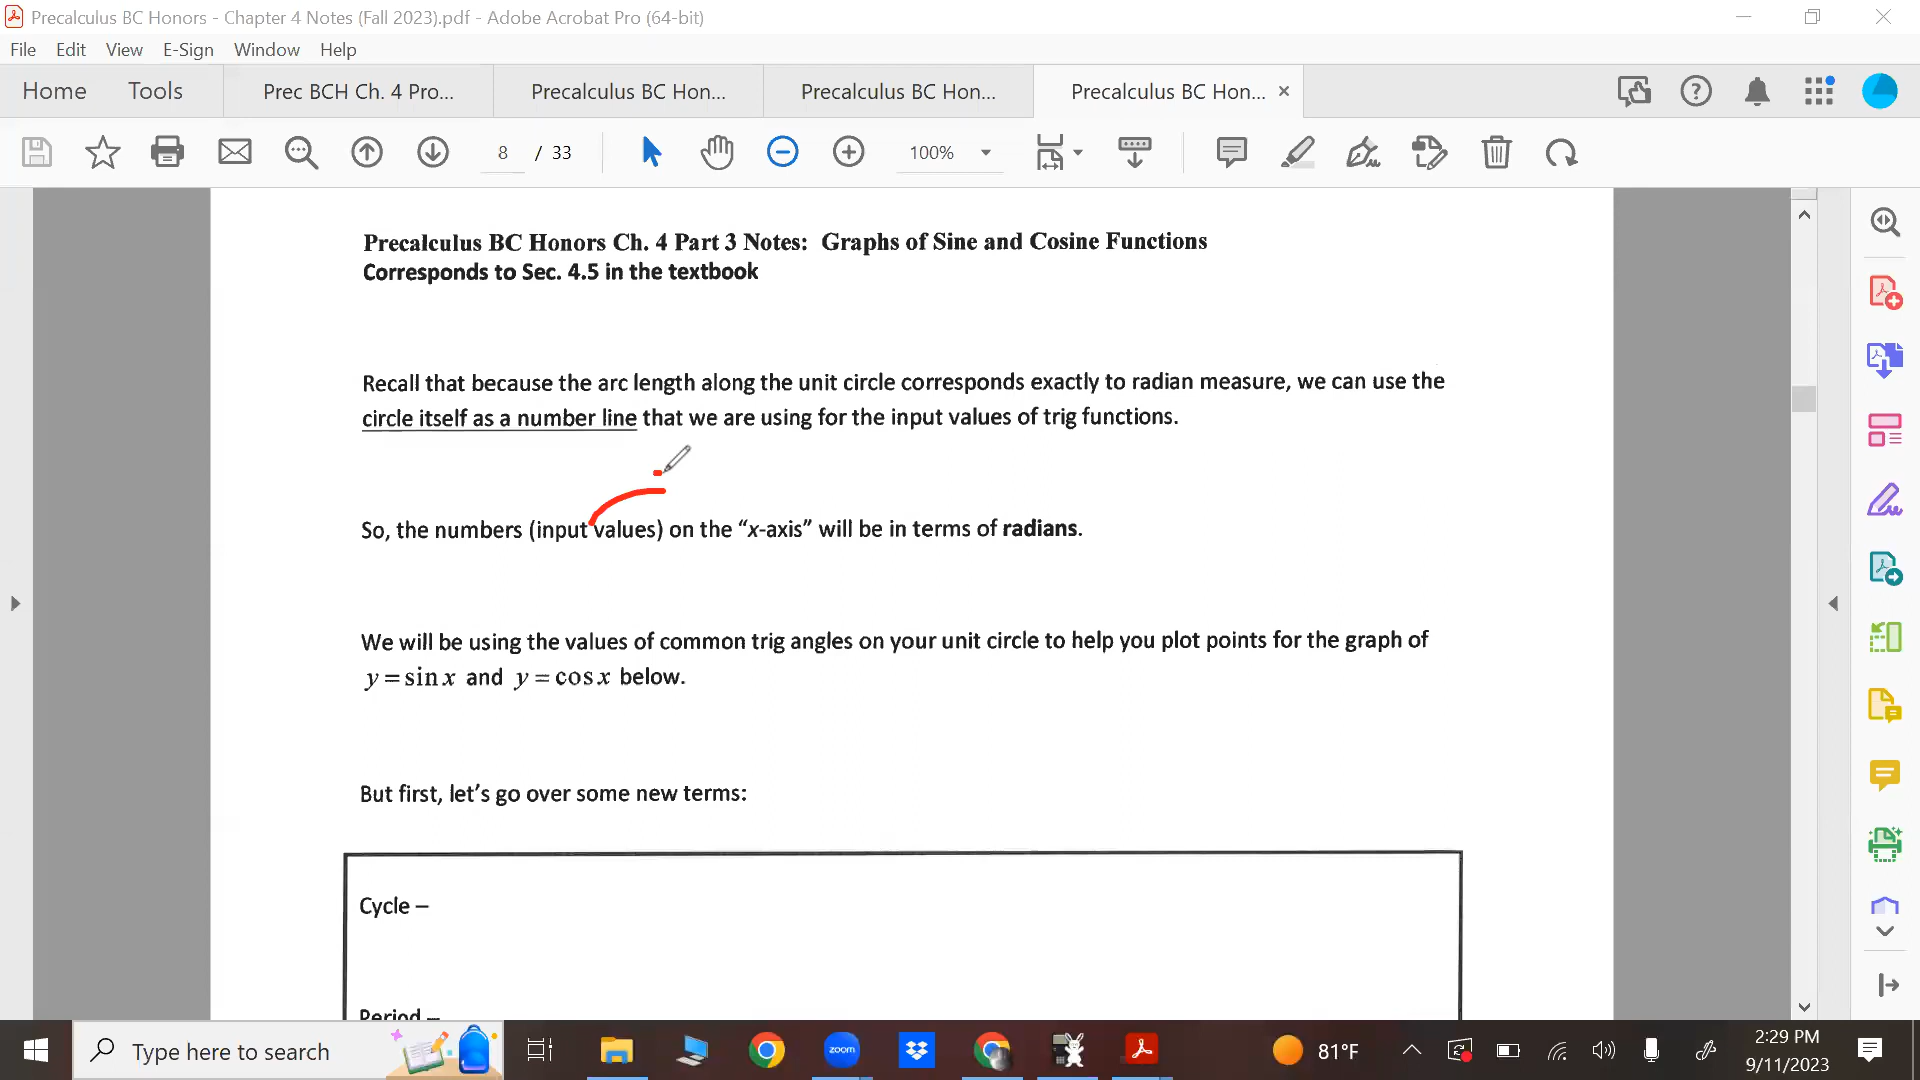 Precalculus BC Honors - Chapter 4 Notes (Fall 2023).pdf - Adobe Acrobat Pro (64-bit)
File Edit View E-Sign Window Help
Home Tools Prec BCH Ch. 4 Pro... Precalculus BC Hon... Precalculus BC Hon... Precalculus BC Hon... ×
8 / 33 100%
Precalculus BC Honors Ch. 4 Part 3 Notes: Graphs of Sine and Cosine Functions
Corresponds to Sec. 4.5 in the textbook
Recall that because the arc length along the unit circle corresponds exactly to radian measure, we can use the
circle itself as a number line that we are using for the input values of trig functions.
So, the numbers (input values) on the “x-axis” will be in terms of radians.
We will be using the values of common trig angles on your unit circle to help you plot points for the graph of
y = sin x and y = cos x below.
But first, let’s go over some new terms:
Cycle –
Period –
Type here to search zoom 81°F 2:29 PM
9/11/2023